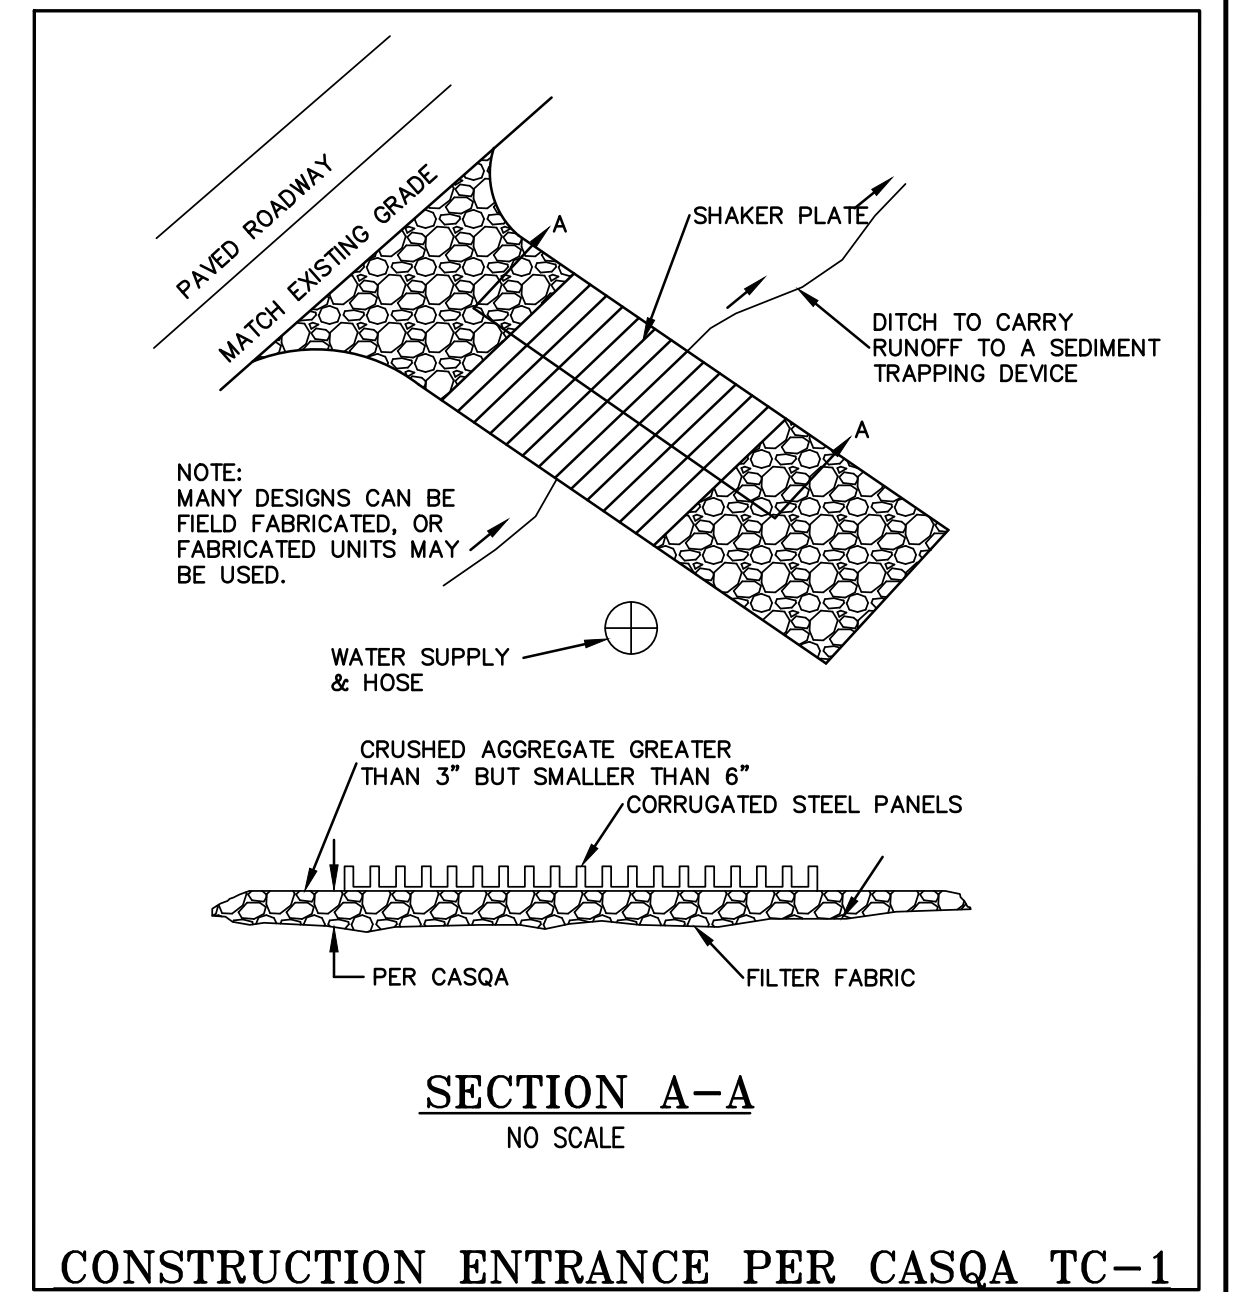 PAVED ROADWAY
MATCH EXISTING GRADE
A
SHAKER PLATE
DITCH TO CARRY
RUNOFF TO A SEDIMENT
TRAPPING DEVICE
A
NOTE:
MANY DESIGNS CAN BE
FIELD FABRICATED, OR
FABRICATED UNITS MAY
BE USED.
WATER SUPPLY
& HOSE
CRUSHED AGGREGATE GREATER
THAN 3” BUT SMALLER THAN 6”
CORRUGATED STEEL PANELS
PER CASQA
FILTER FABRIC
SECTION A-A
NO SCALE
CONSTRUCTION ENTRANCE PER CASQA TC-1